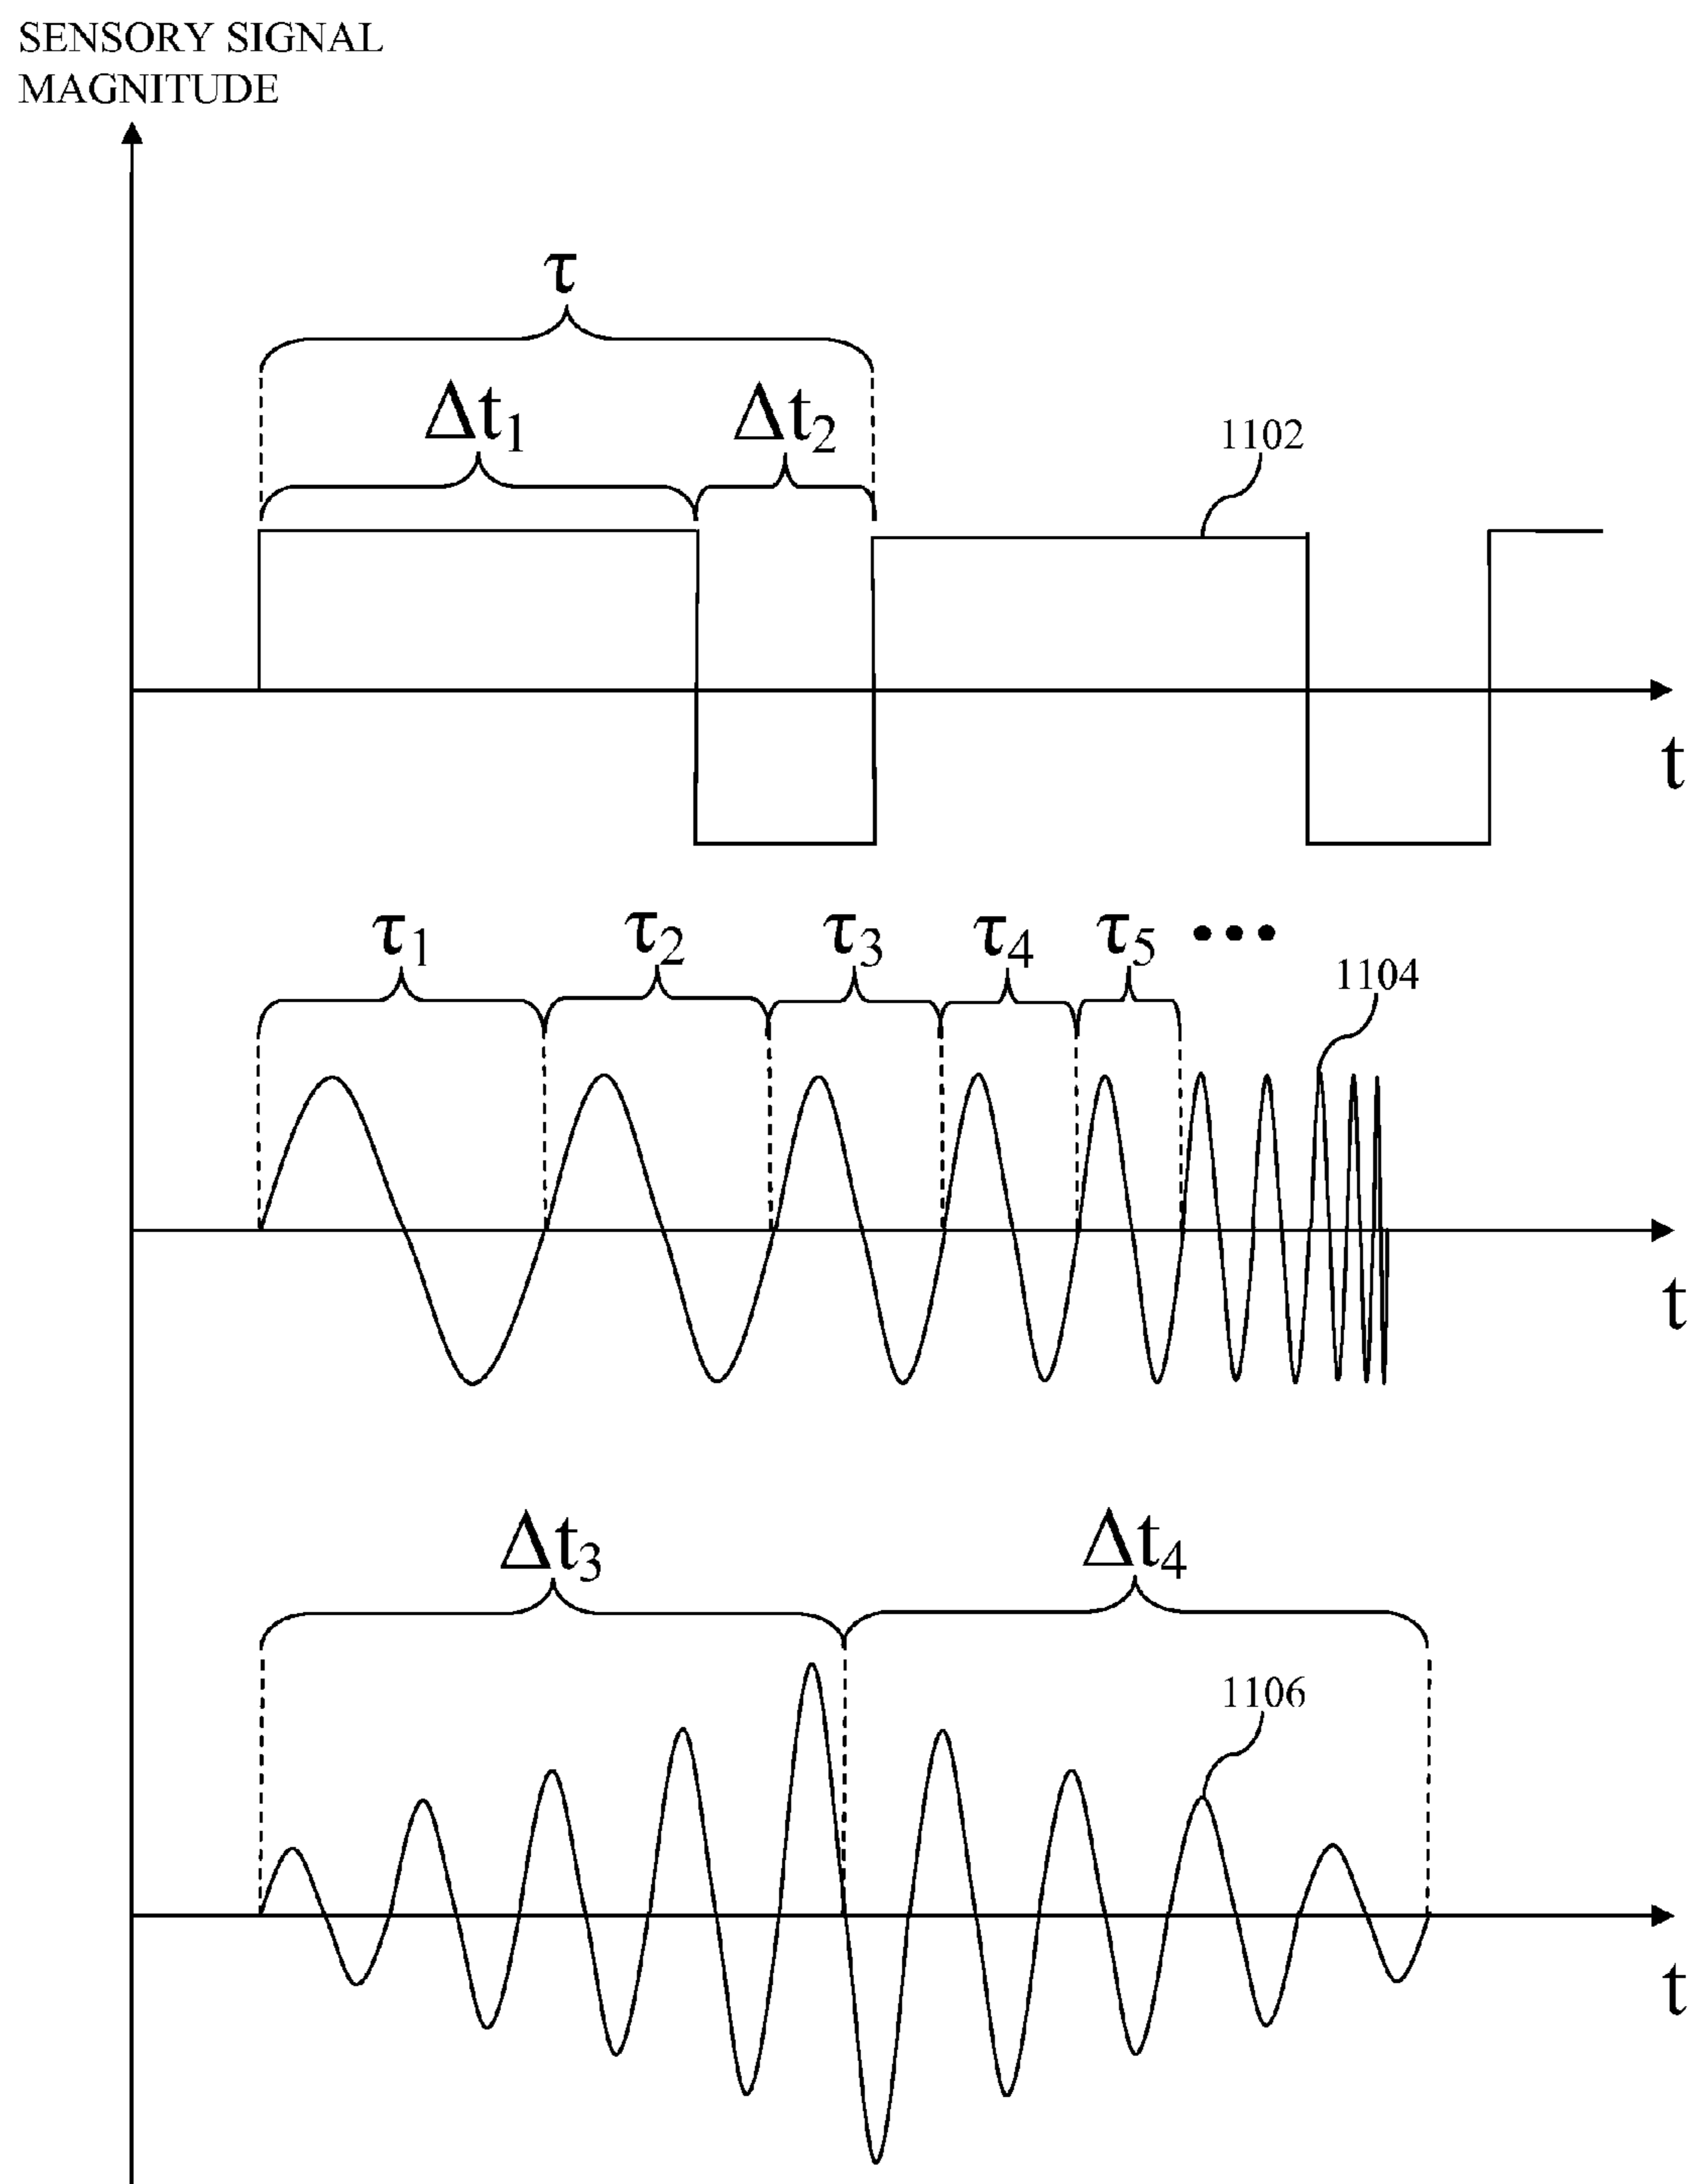 SENSORY SIGNAL
MAGNITUDE
τ
Δt₁ Δt₂
1102
t
τ₁ τ₂ τ₃ τ₄ τ₅ •••
1104
t
Δt₃ Δt₄
1106
t